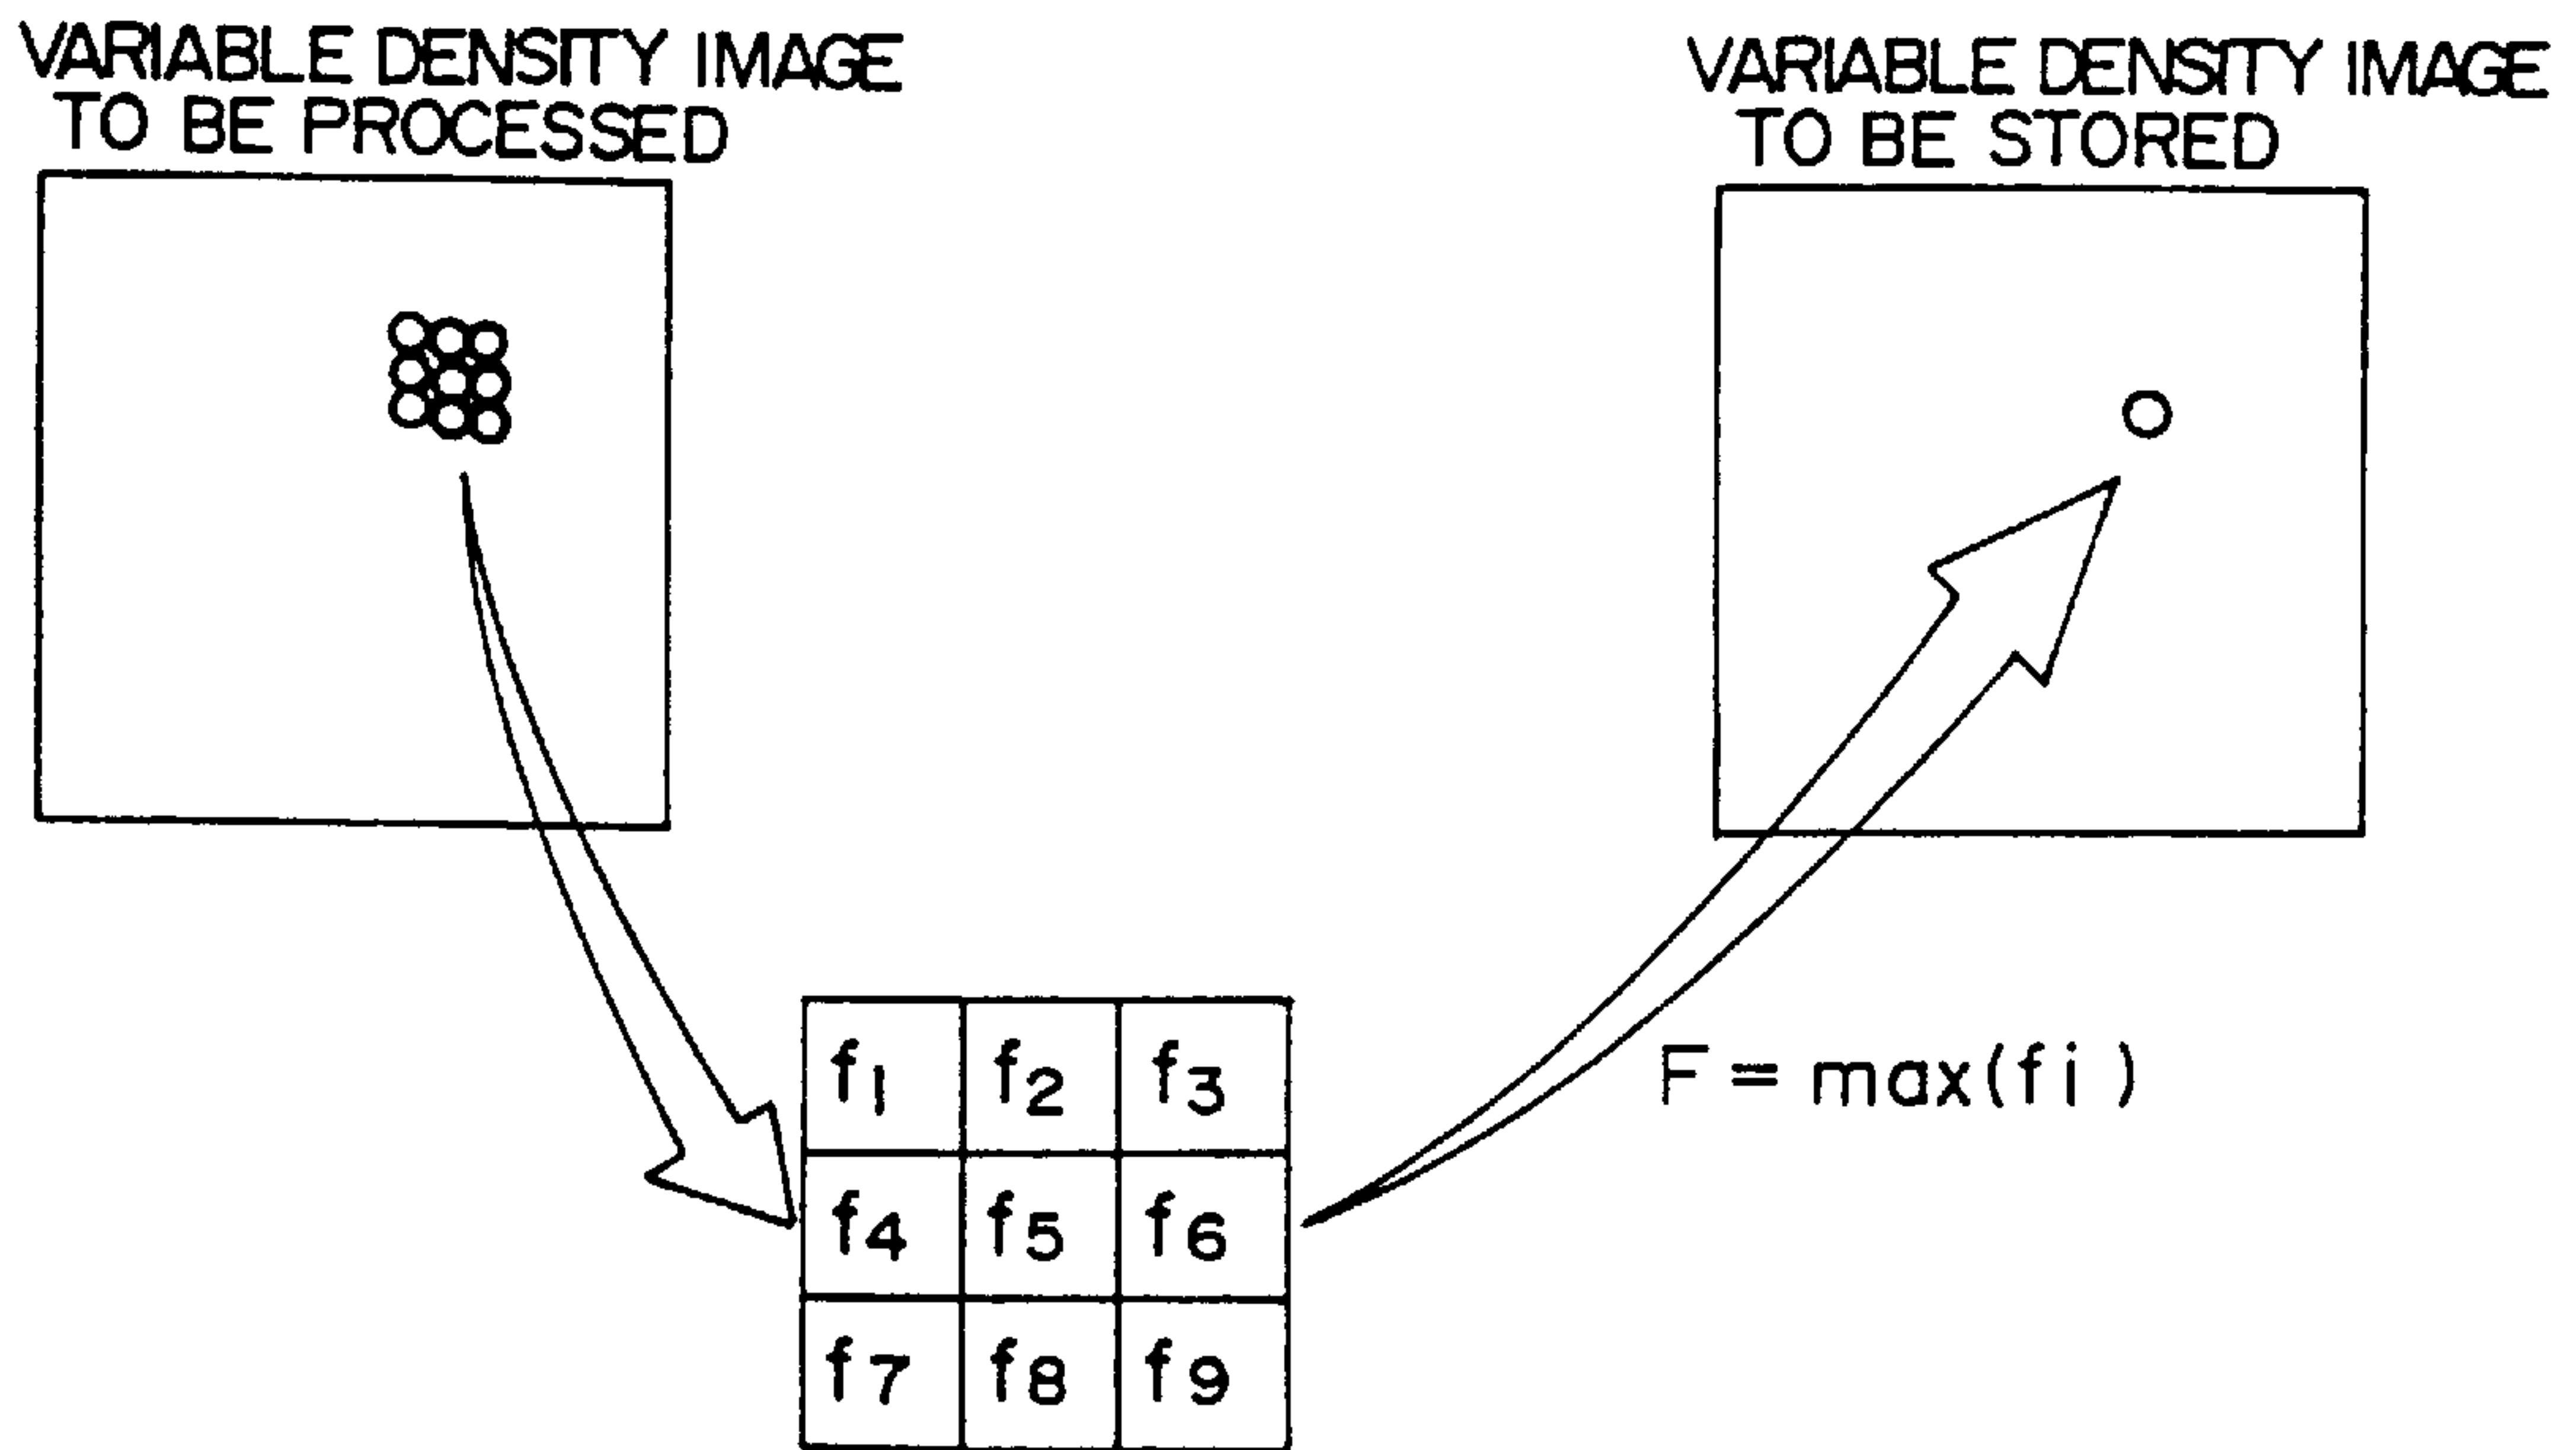 VARIABLE DENSITY IMAGE
TO BE PROCESSED
VARIABLE DENSITY IMAGE
TO BE STORED
f1 f2 f3
f4 f5 f6
f7 f8 f9
F = max(fi)